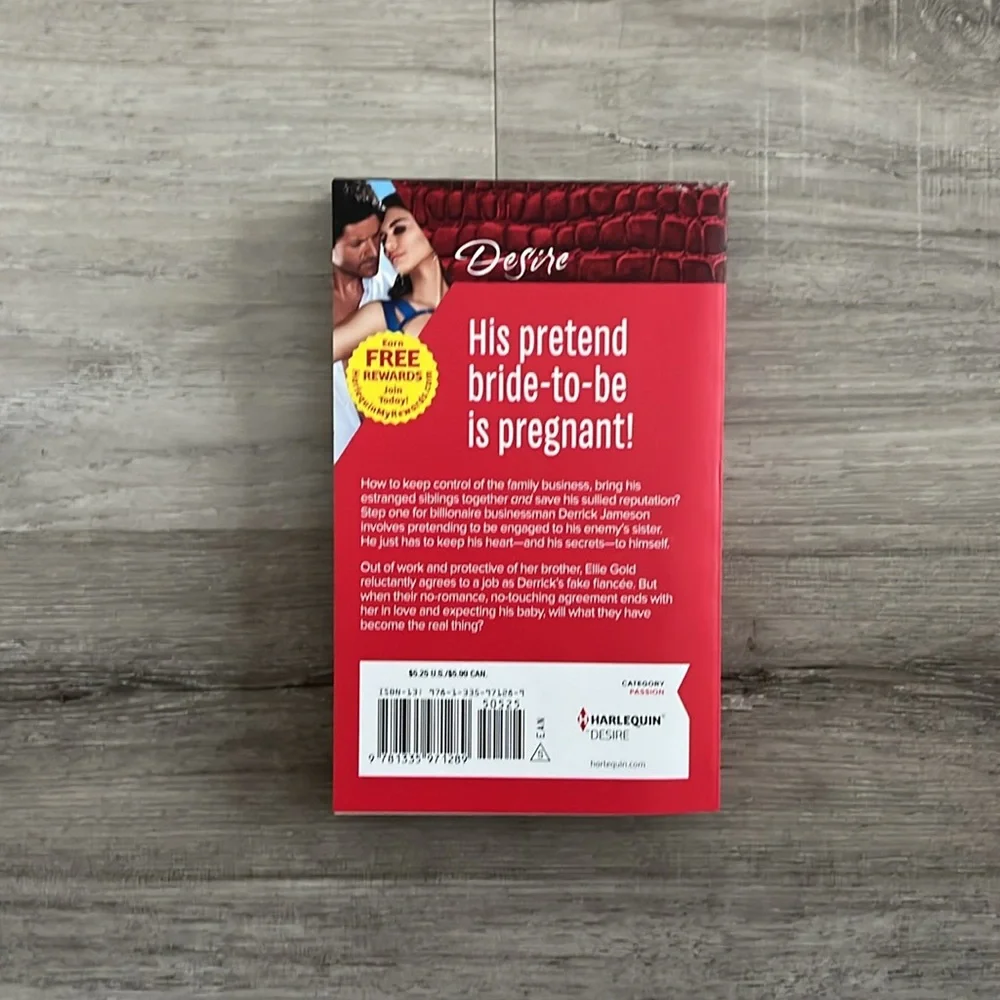 Desire
Earn
FREE
REWARDS
Join
Today!
HarlequinMyRewards.com
His pretend
bride-to-be
is pregnant!
How to keep control of the family business, bring his
estranged siblings together and save his sullied reputation?
Step one for billionaire businessman Derrick Jameson
involves pretending to be engaged to his enemy's sister.
He just has to keep his heart—and his secrets—to himself.
Out of work and protective of her brother, Ellie Gold
reluctantly agrees to a job as Derrick's fake fiancée. But
when their no-romance, no-touching agreement ends with
her in love and expecting his baby, will what they have
become the real thing?
$5.25 U.S./$5.99 CAN.
ISBN-13: 978-1-335-97128-9
50525
EAN
S
9 781335 971289
CATEGORY
PASSION
HARLEQUIN®
DESIRE
harlequin.com